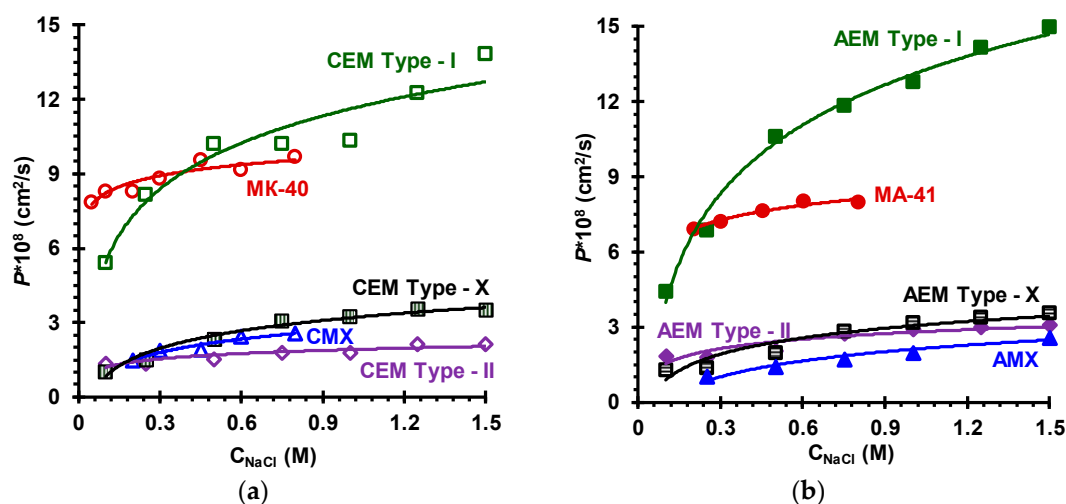 15
12
9
6
3
0
P*10⁸ (cm²/s)
CEM Type - I
МК-40
CEM Type - X
CMX
CEM Type - II
0
0.3
0.6
0.9
1.2
1.5
C_NaCl (M)
(a)
15
12
9
6
3
0
P*10⁸ (cm²/s)
AEM Type - I
МА-41
AEM Type - X
AEM Type - II
AMX
0
0.3
0.6
0.9
1.2
1.5
C_NaCl (M)
(b)